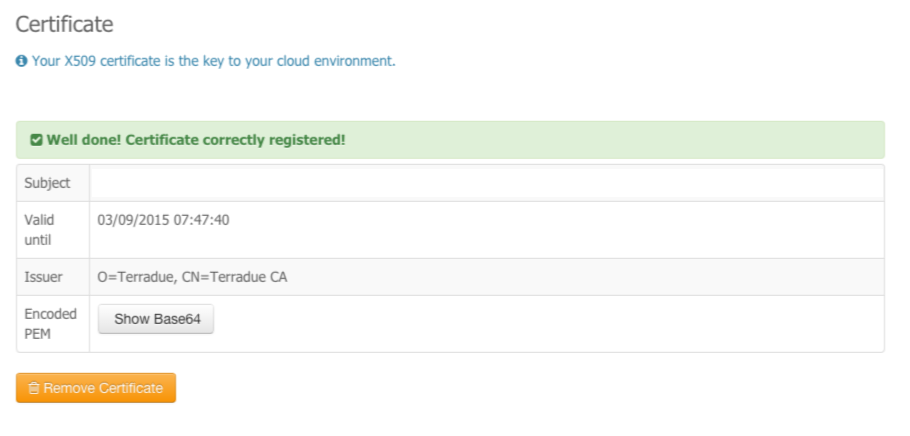 Certificate
Your X509 certificate is the key to your cloud environment.
Well done! Certificate correctly registered!
Subject
Valid until 03/09/2015 07:47:40
Issuer O=Terradue, CN=Terradue CA
Encoded PEM Show Base64
Remove Certificate